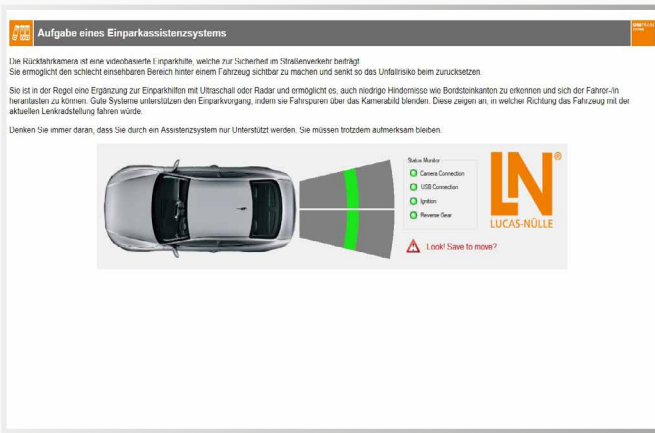 Aufgabe eines Einparkassistenzsystems
Die Rückfahrkamera ist eine videobasierte Einparkhilfe, welche zur Sicherheit im Straßenverkehr beiträgt
Sie ermöglicht den schlecht einsehbaren Bereich hinter einem Fahrzeug sichtbar zu machen und senkt so das Unfallrisiko beim zurücksetzen.
Sie ist in der Regel eine Ergänzung zur Einparkhilfen mit Ultraschall oder Radar und ermöglicht es, auch niedrige Hindernisse wie Bordsteinkanten zu erkennen und sich der Fahrer-/in
herantasten zu können. Gute Systeme unterstützen den Einparkvorgang, indem sie Fahrspuren über das Kamerabild blenden. Diese zeigen an, in welcher Richtung das Fahrzeug mit der
aktuellen Lenkradstellung fahren würde.
Denken Sie immer daran, dass Sie durch ein Assistenzsystem nur Unterstützt werden. Sie müssen trotzdem aufmerksam bleiben.
Status Monitor
Camera Connection
USB Connection
Ignition
Reverse Gear
Look! Save to move?
LN®
LUCAS-NÜLLE